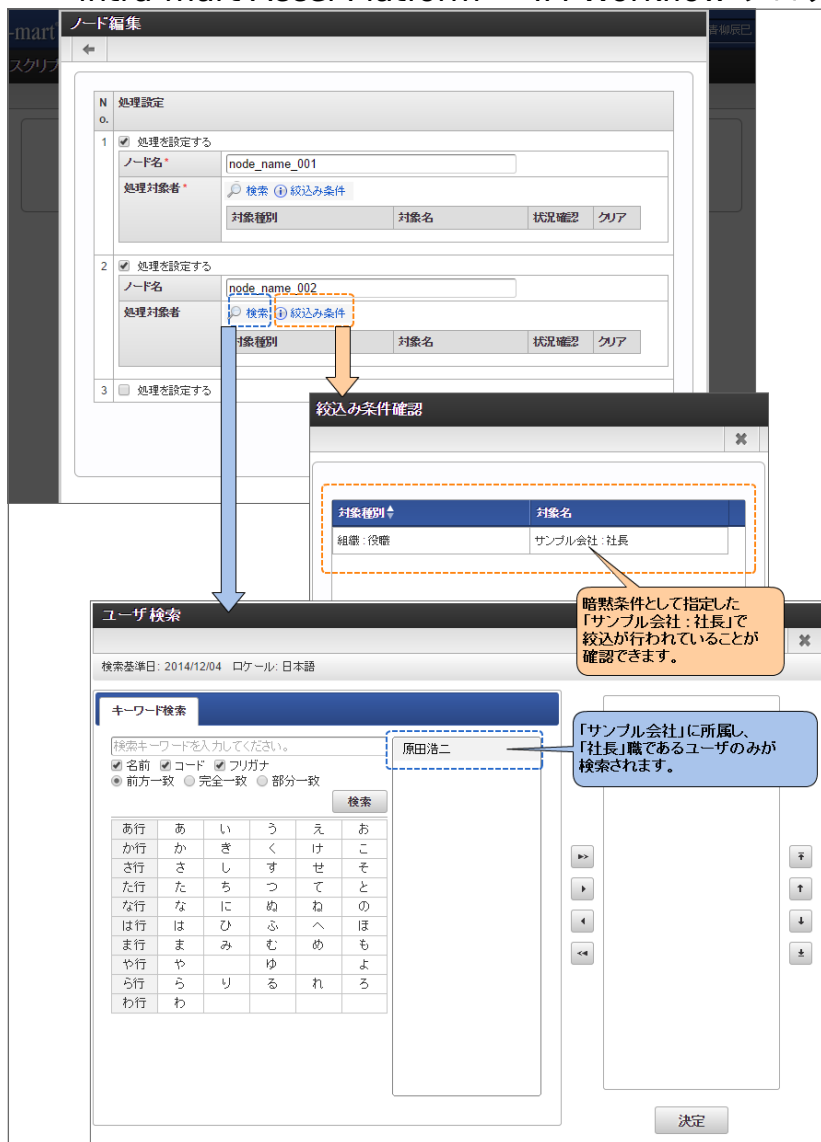 ノード編集
-mart
スクリプ
N
o.
処理設定
1 処理を設定する
ノード名* node_name_001
処理対象者* 検索 絞込み条件
対象種別 対象名 状況確認 クリア
2 処理を設定する
ノード名 node_name_002
処理対象者 検索 絞込み条件
対象種別 対象名 状況確認 クリア
3 処理を設定する
絞込み条件確認
対象種別 対象名
組織 : 役職 サンプル会社 : 社長
暗黙条件として指定した
「サンプル会社 : 社長」で
絞込が行われていることが
確認できます。
ユーザ検索
検索基準日: 2014/12/04 ロケール: 日本語
キーワード検索
検索キーワードを入力してください。
名前 コード フリガナ
前方一致 完全一致 部分一致
検索
原田浩二
「サンプル会社」に所属し、
「社長」職であるユーザのみが
検索されます。
あ行 あ い う え お
か行 か き く け こ
さ行 さ し す せ そ
た行 た ち つ て と
な行 な に ぬ ね の
は行 は ひ ふ へ ほ
ま行 ま み む め も
や行 や ゆ よ
ら行 ら り る れ ろ
わ行 わ
決定